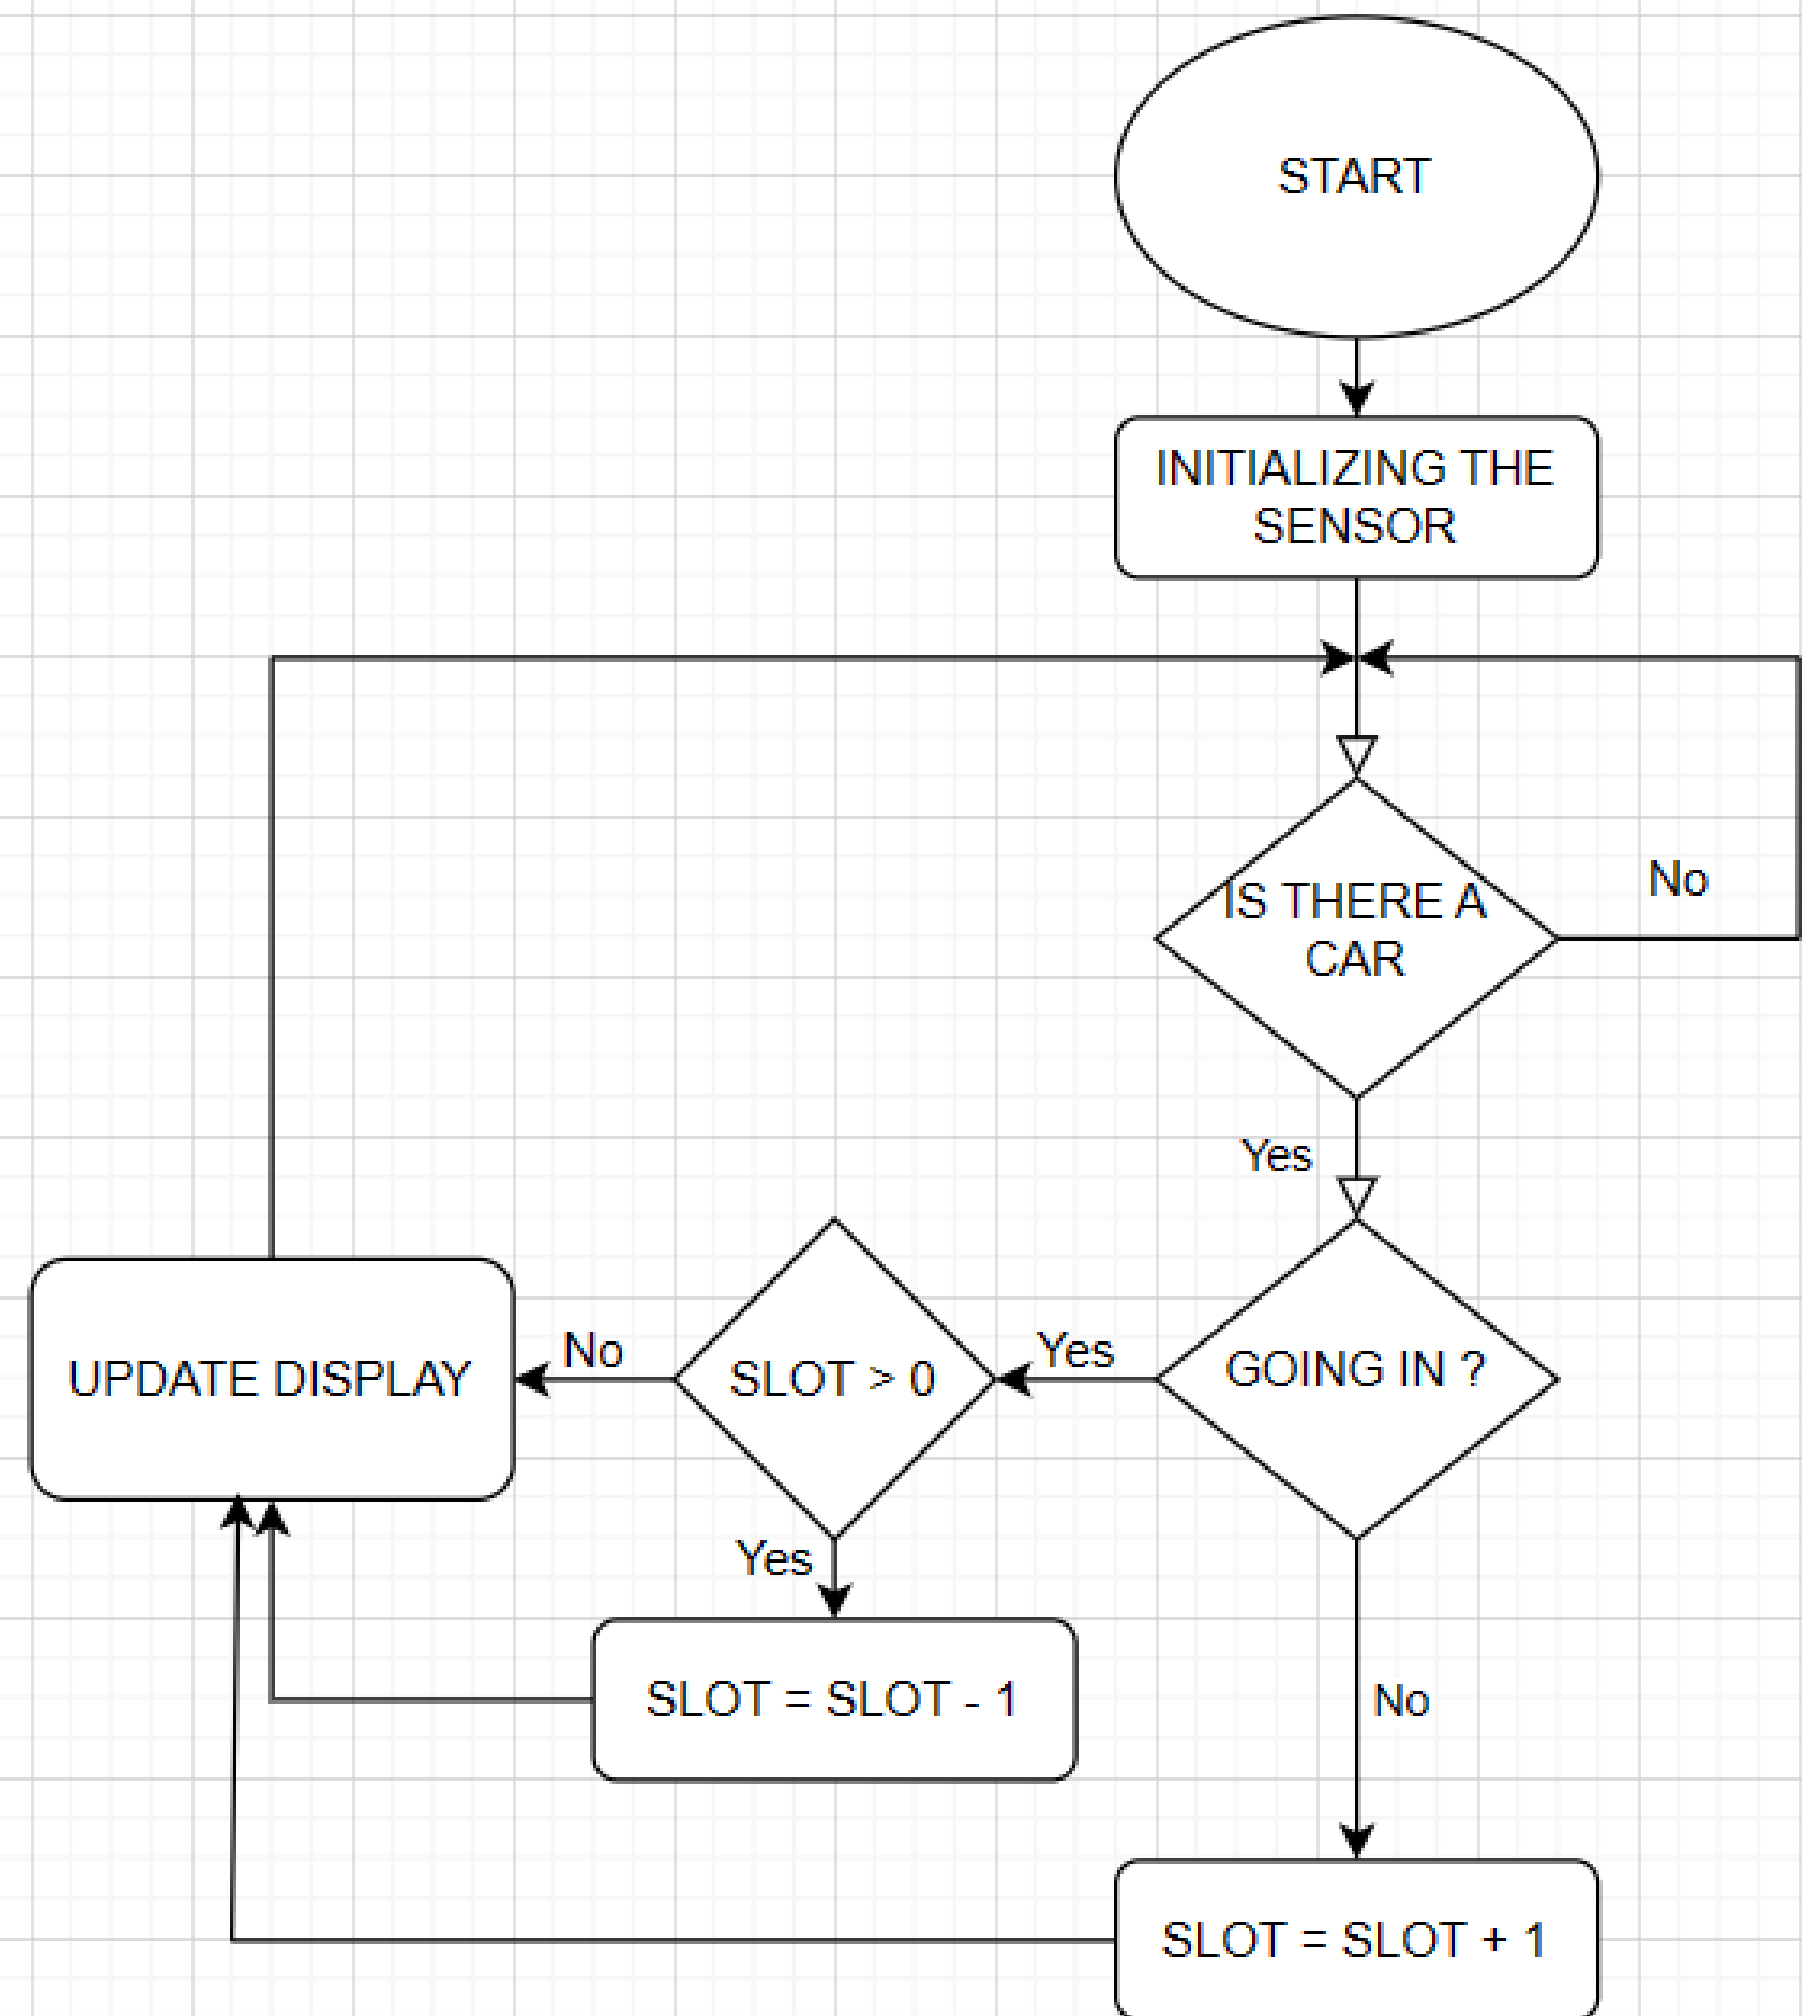 START
INITIALIZING THE
SENSOR
IS THERE A
CAR
No
Yes
GOING IN ?
Yes
SLOT > 0
No
UPDATE DISPLAY
Yes
SLOT = SLOT - 1
No
SLOT = SLOT + 1